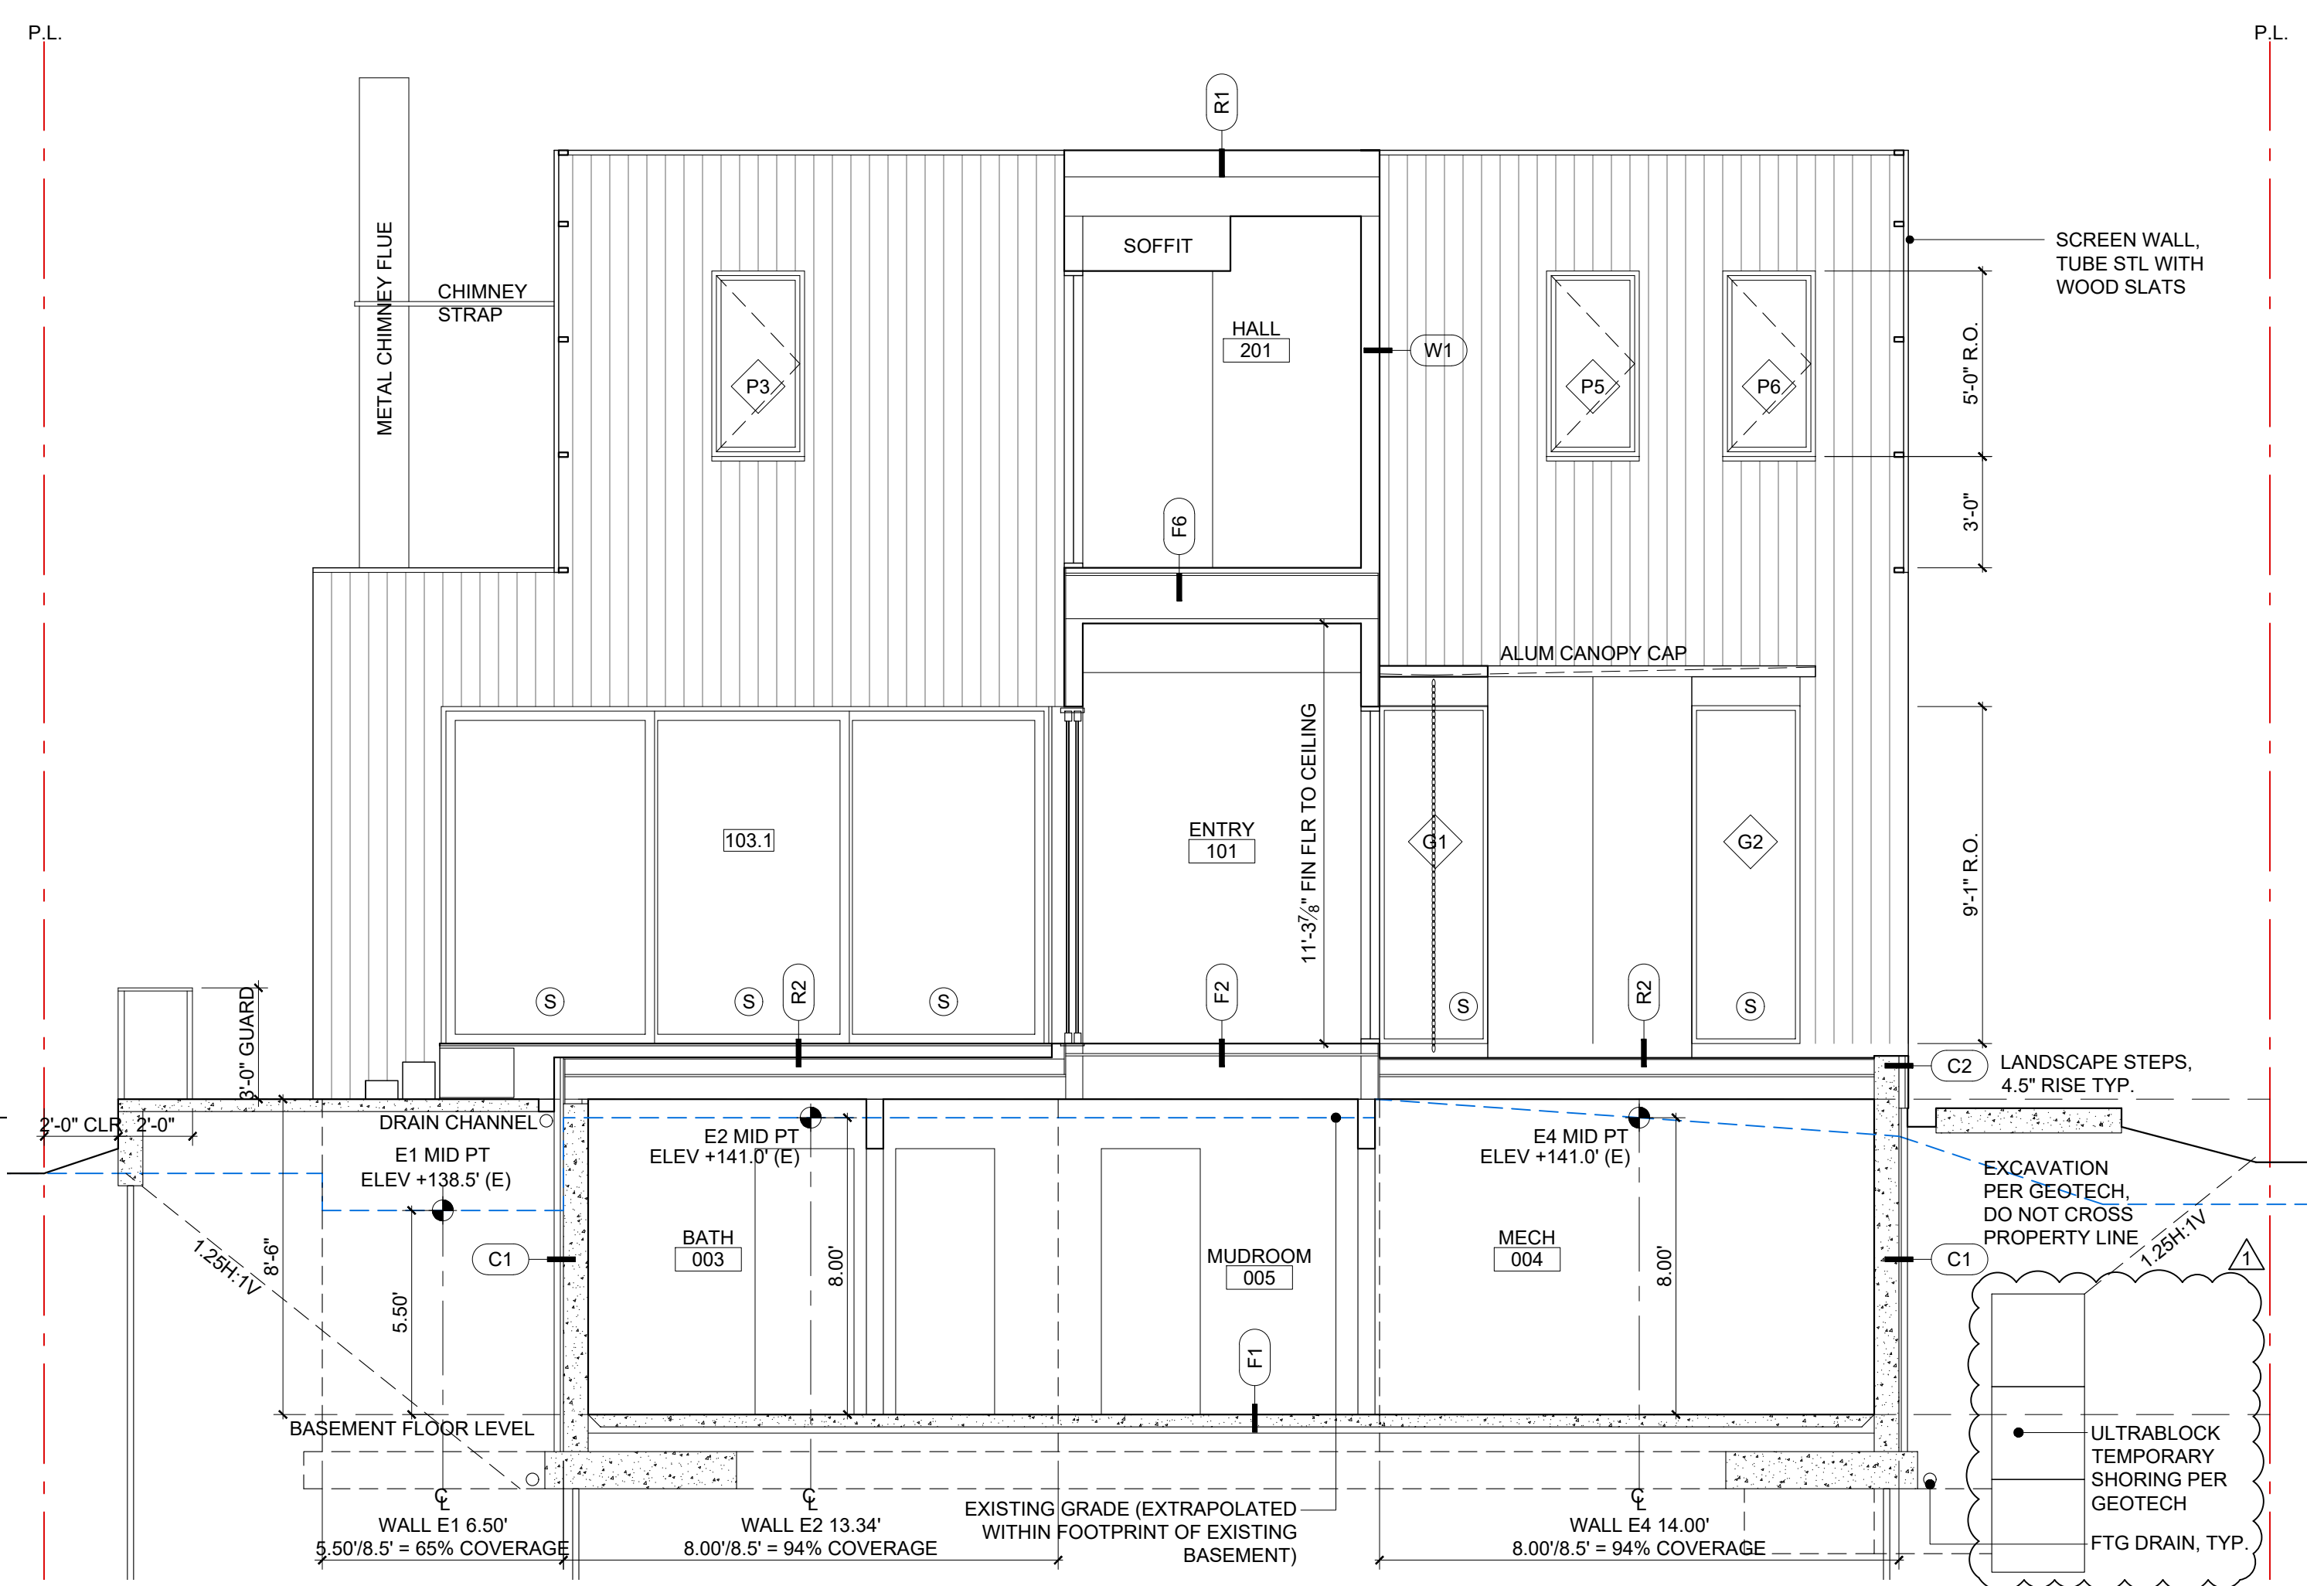 P.L.
P.L.
R1
METAL CHIMNEY FLUE
CHIMNEY
STRAP
SOFFIT
SCREEN WALL,
TUBE STL WITH
WOOD SLATS
HALL
201
W1
P3
P5
P6
5'-0" R.O.
3'-0"
F6
ALUM CANOPY CAP
11'-3⅞" FIN FLR TO CEILING
9'-1" R.O.
103.1
ENTRY
101
G1
G2
S
S
S
R2
F2
S
R2
S
3'-0" GUARD
C2
LANDSCAPE STEPS,
4.5" RISE TYP.
2'-0" CLR.
2'-0"
DRAIN CHANNEL
E1 MID PT
ELEV +138.5' (E)
E2 MID PT
ELEV +141.0' (E)
E4 MID PT
ELEV +141.0' (E)
EXCAVATION
PER GEOTECH,
DO NOT CROSS
PROPERTY LINE
1.25H:1V
8'-6"
5.50'
C1
BATH
003
8.00'
MUDROOM
005
MECH
004
8.00'
C1
1.25H:1V
1
F1
BASEMENT FLOOR LEVEL
ULTRABLOCK
TEMPORARY
SHORING PER
GEOTECH
FTG DRAIN, TYP.
CL
WALL E1 6.50'
5.50'/8.5' = 65% COVERAGE
CL
WALL E2 13.34'
8.00'/8.5' = 94% COVERAGE
EXISTING GRADE (EXTRAPOLATED
WITHIN FOOTPRINT OF EXISTING
BASEMENT)
CL
WALL E4 14.00'
8.00'/8.5' = 94% COVERAGE